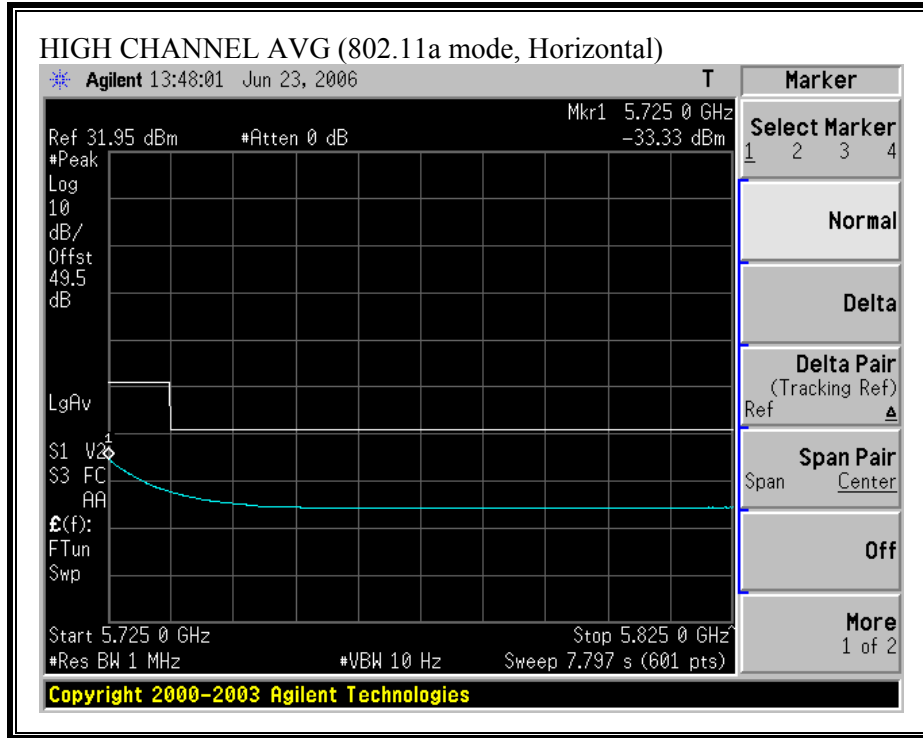 HIGH CHANNEL AVG (802.11a mode, Horizontal)
Agilent 13:48:01 Jun 23, 2006 T
Mkr1 5.725 0 GHz
Ref 31.95 dBm #Atten 0 dB -33.33 dBm
#Peak
Log
10
dB/
Offst
49.5
dB
LgAv
1
S1 V2
S3 FC
AA
£(f):
FTun
Swp
Start 5.725 0 GHz Stop 5.825 0 GHz^
#Res BW 1 MHz #VBW 10 Hz Sweep 7.797 s (601 pts)
Copyright 2000-2003 Agilent Technologies
Marker
Select Marker
1 2 3 4
Normal
Delta
Delta Pair
(Tracking Ref)
Ref Δ
Span Pair
Span Center
Off
More
1 of 2